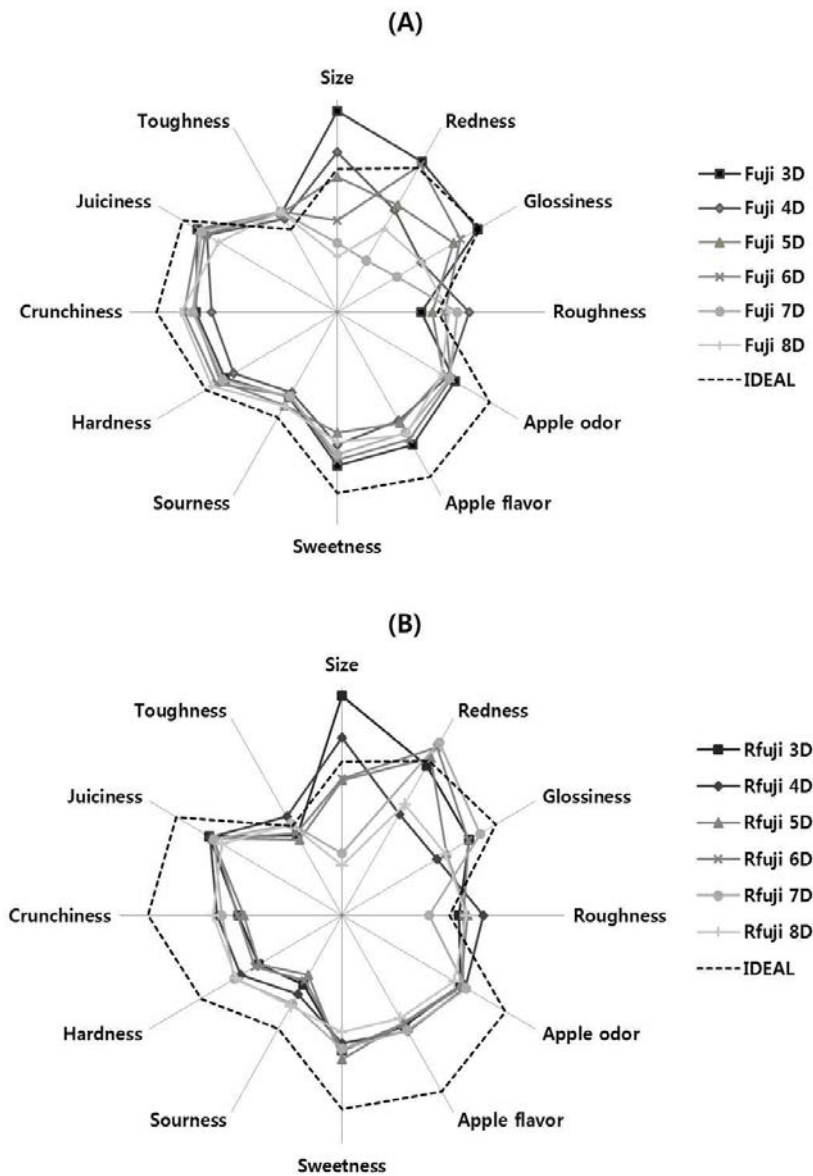 (A)
Size
Redness
Glossiness
Roughness
Apple odor
Apple flavor
Sweetness
Sourness
Hardness
Crunchiness
Juiciness
Toughness
Fuji 3D
Fuji 4D
Fuji 5D
Fuji 6D
Fuji 7D
Fuji 8D
IDEAL
(B)
Size
Redness
Glossiness
Roughness
Apple odor
Apple flavor
Sweetness
Sourness
Hardness
Crunchiness
Juiciness
Toughness
Rfuji 3D
Rfuji 4D
Rfuji 5D
Rfuji 6D
Rfuji 7D
Rfuji 8D
IDEAL